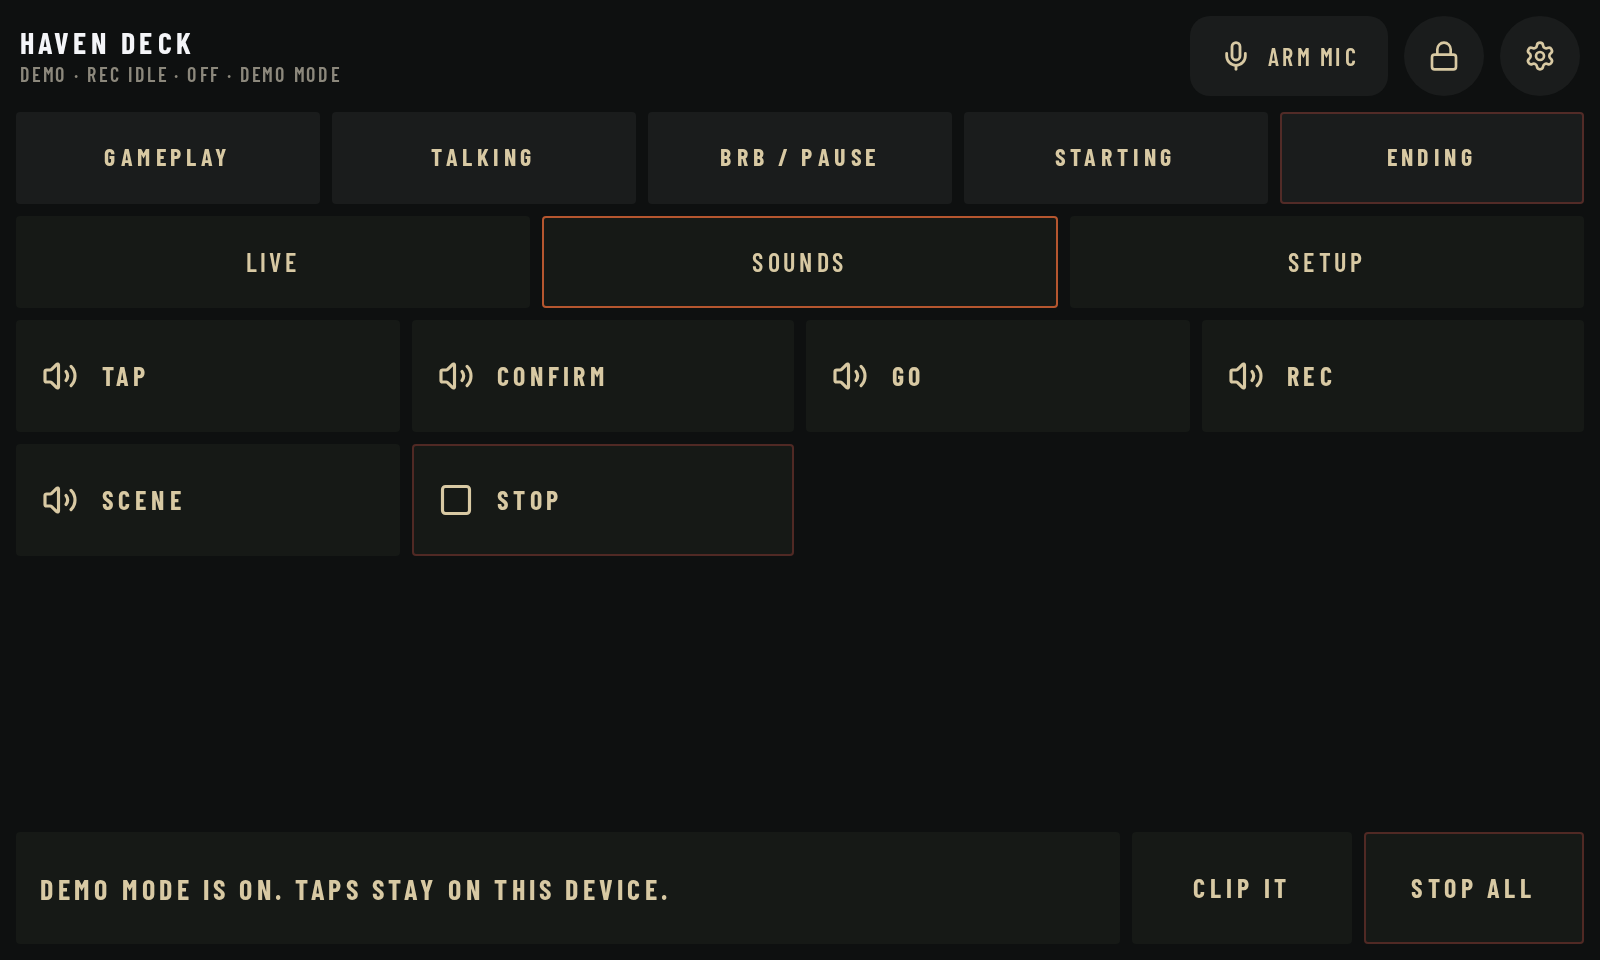 HAVEN DECK
DEMO · REC IDLE · OFF · DEMO MODE
ARM MIC
GAMEPLAY
TALKING
BRB / PAUSE
STARTING
ENDING
LIVE
SOUNDS
SETUP
TAP
CONFIRM
GO
REC
SCENE
STOP
DEMO MODE IS ON. TAPS STAY ON THIS DEVICE.
CLIP IT
STOP ALL